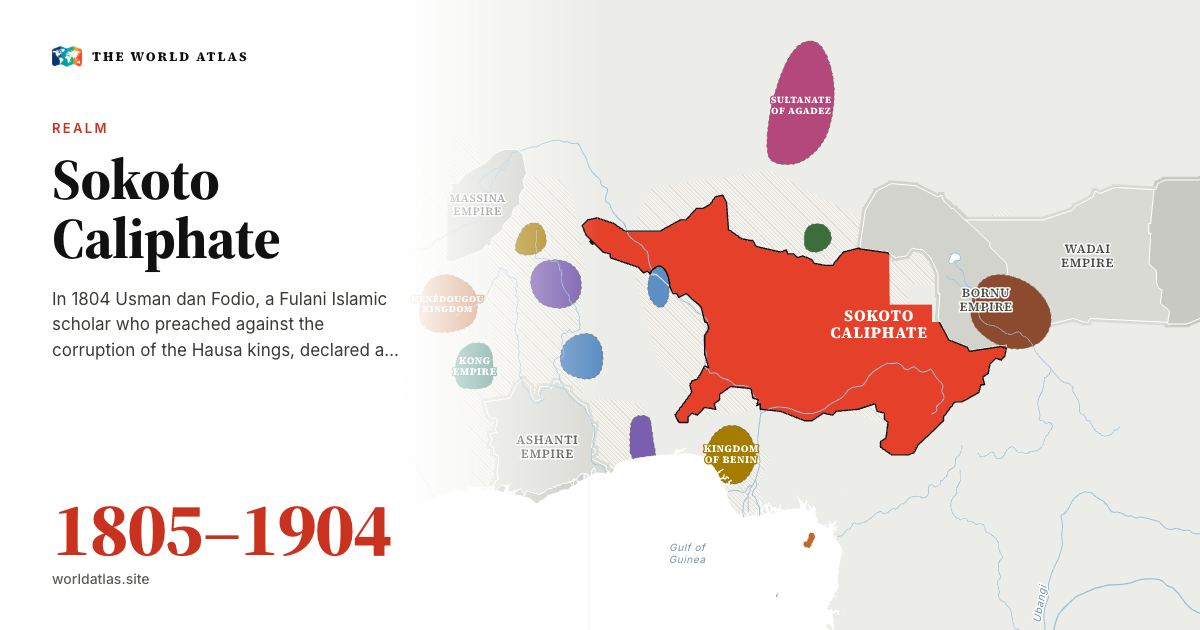 THE WORLD ATLAS
REALM
Sokoto
Caliphate
In 1804 Usman dan Fodio, a Fulani Islamic
scholar who preached against the
corruption of the Hausa kings, declared a...
1805–1904
worldatlas.site
SULTANATE
OF AGADEZ
MASSINA
EMPIRE
WADAI
EMPIRE
BORNU
EMPIRE
KÉNÉDOUGOU
KINGDOM
SOKOTO
CALIPHATE
KONG
EMPIRE
ASHANTI
EMPIRE
KINGDOM
OF BENIN
Gulf of
Guinea
Ubangi